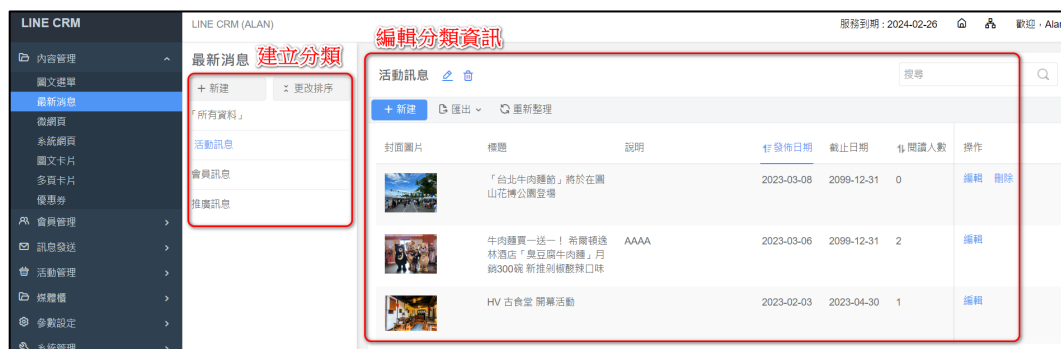 LINE CRM
LINE CRM (ALAN)
服務到期 : 2024-02-26
歡迎，Alan
內容管理
圖文選單
最新消息
微網頁
系統網頁
圖文卡片
多頁卡片
優惠券
會員管理
訊息發送
活動管理
媒體櫃
參數設定
系統管理
最新消息
建立分類
+ 新建
更改排序
「所有資料」
活動訊息
會員訊息
推廣訊息
編輯分類資訊
活動訊息
搜尋
+ 新建
匯出
重新整理
封面圖片 標題 說明 發佈日期 截止日期 閱讀人數 操作
「台北牛肉麵節」將於在圓 2023-03-08 2099-12-31 0 編輯 刪除
山花博公園登場
牛肉麵買一送一！ 希爾頓逸 AAAA 2023-03-06 2099-12-31 2 編輯
林酒店「臭豆腐牛肉麵」月
銷300碗 新推剁椒酸辣口味
HV 古食堂 開幕活動 2023-02-03 2023-04-30 1 編輯